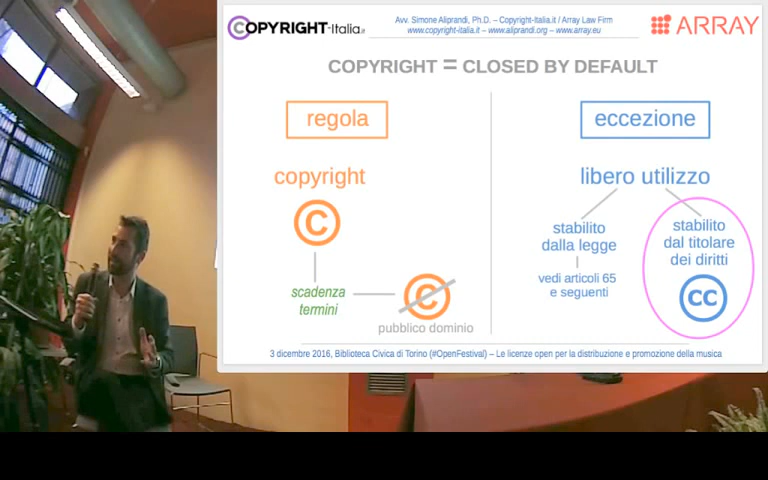 COPYRIGHT-Italia.it
Avv. Simone Aliprandi, Ph.D. – Copyright-Italia.it / Array Law Firm
www.copyright-italia.it – www.aliprandi.org – www.array.eu
ARRAY
COPYRIGHT = CLOSED BY DEFAULT
regola
copyright
©
scadenza
termini
©
pubblico dominio
eccezione
libero utilizzo
stabilito
dalla legge
vedi articoli 65
e seguenti
stabilito
dal titolare
dei diritti
CC
3 dicembre 2016, Biblioteca Civica di Torino (#OpenFestival) – Le licenze open per la distribuzione e promozione della musica